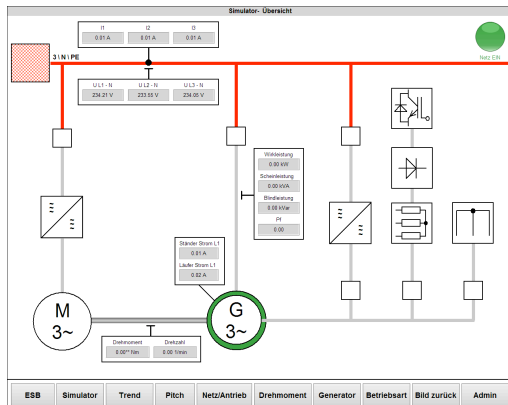 Simulator- Übersicht
I1 I2 G
0.01 A 0.01 A 0.01 A
3 \ N \ PE
Netz EIN
U L1 - N U L2 - N U L3 - N
234.21 V 233.55 V 234.05 V
Wirkleistung
0.00 kW
Scheinleistung
0.00 kVA
Blindleistung
0.00 kVar
Pf
0.00
Ständer Strom L1
0.01 A
Läufer Strom L1
0.02 A
M
3~
G
3~
Drehmoment Drehzahl
0.00** Nm 0.00 1/min
ESB Simulator Trend Pitch Netz/Antrieb Drehmoment Generator Betriebsart Bild zurück Admin